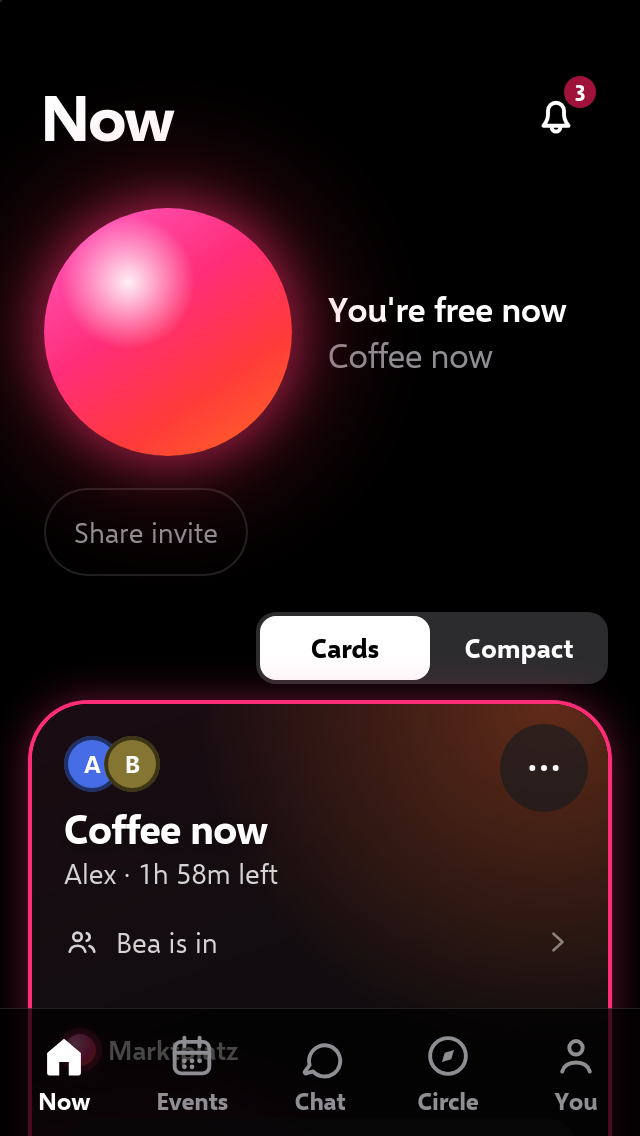 Now
3
You're free now
Coffee now
Share invite
Cards
Compact
A
B
Coffee now
Alex · 1h 58m left
Bea is in
Marktplatz
Now
Events
Chat
Circle
You